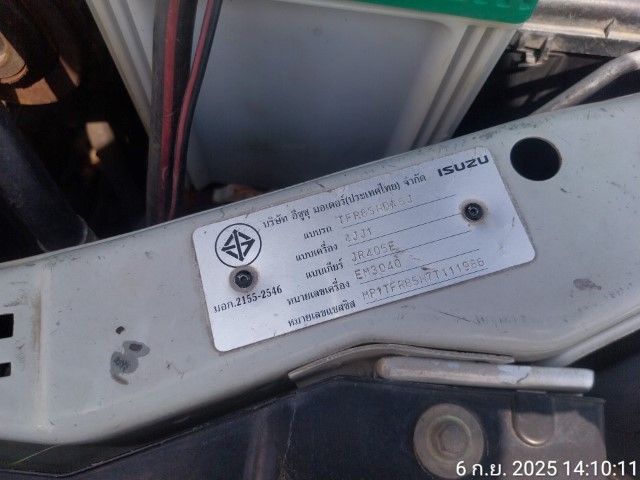 ISUZU
บริษัท อีซูซุ มอเตอร์(ประเทศไทย) จำกัด
แบบรถ
แบบเครื่อง 4JJ1
แบบเกียร์ JR405E
หมายเลขเครื่อง EM3040
หมายเลขแชสซีส
มอก.2155-2546
6 ก.ย. 2025 14:10:11